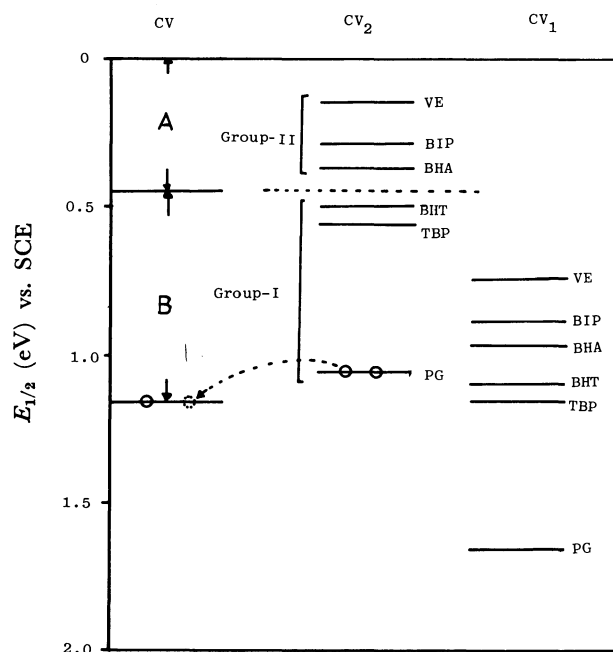 CV CV2 CV1
0
VE
A
Group-II
BIP
BHA
0.5
BHT
TBP
E1/2 (eV) vs. SCE
VE
B
Group-I
BIP
BHA
1.0
PG
BHT
TBP
1.5
PG
2.0